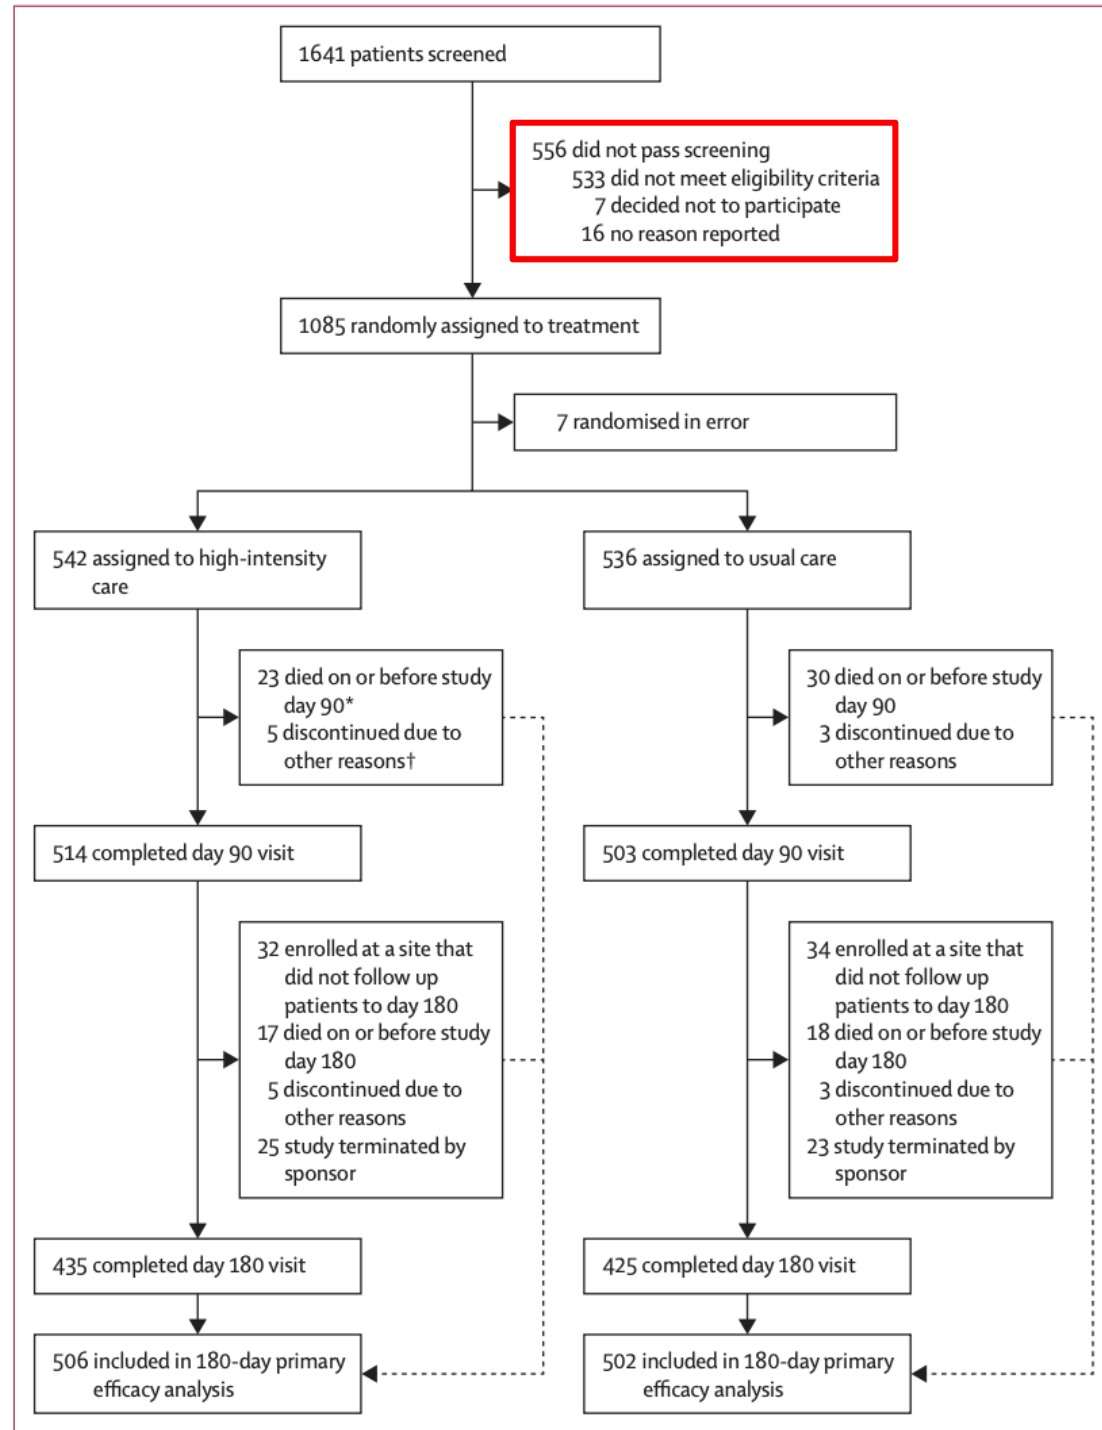 1641 patients screened
556 did not pass screening
533 did not meet eligibility criteria
7 decided not to participate
16 no reason reported
1085 randomly assigned to treatment
7 randomised in error
542 assigned to high-intensity
care
536 assigned to usual care
23 died on or before study
day 90*
5 discontinued due to
other reasons†
30 died on or before study
day 90
3 discontinued due to
other reasons
514 completed day 90 visit
503 completed day 90 visit
32 enrolled at a site that
did not follow up
patients to day 180
17 died on or before study
day 180
5 discontinued due to
other reasons
25 study terminated by
sponsor
34 enrolled at a site that
did not follow up
patients to day 180
18 died on or before study
day 180
3 discontinued due to
other reasons
23 study terminated by
sponsor
435 completed day 180 visit
425 completed day 180 visit
506 included in 180-day primary
efficacy analysis
502 included in 180-day primary
efficacy analysis